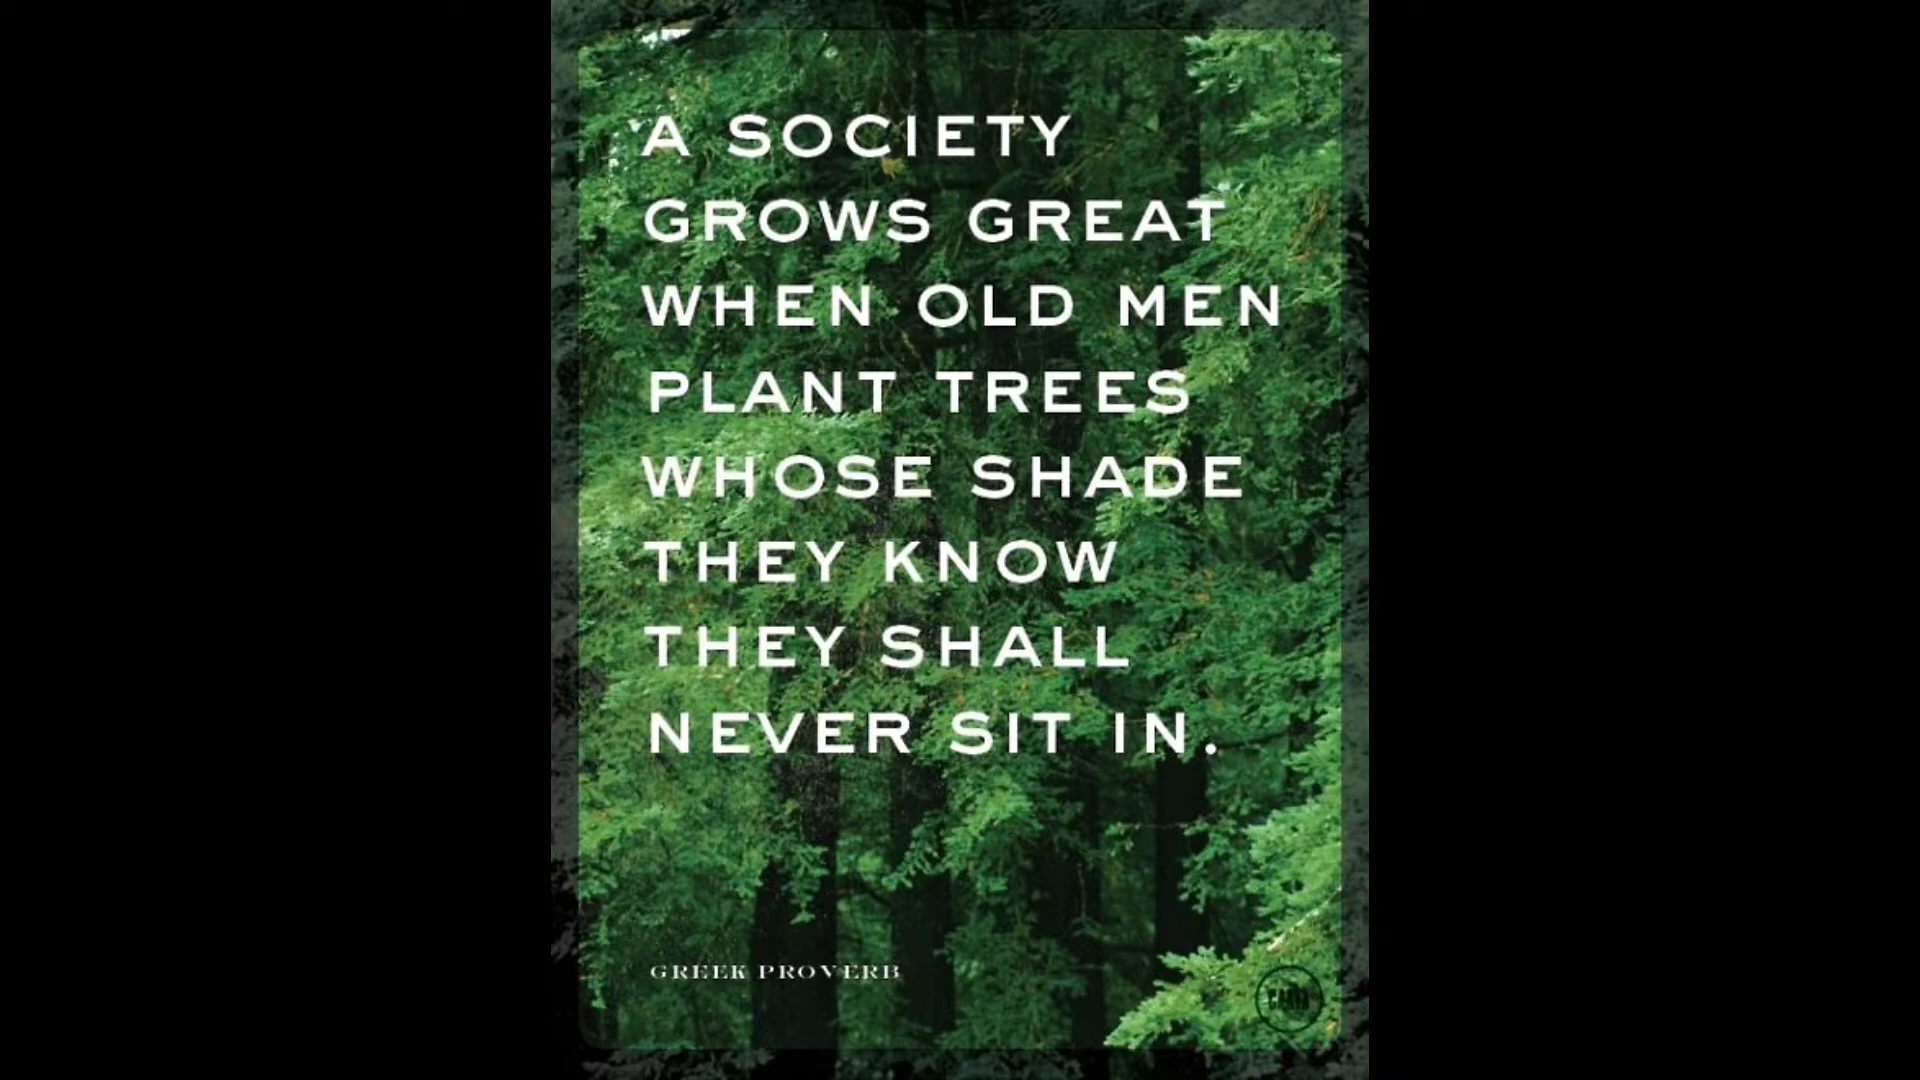 A SOCIETY
GROWS GREAT
WHEN OLD MEN
PLANT TREES
WHOSE SHADE
THEY KNOW
THEY SHALL
NEVER SIT IN.
GREEK PROVERB